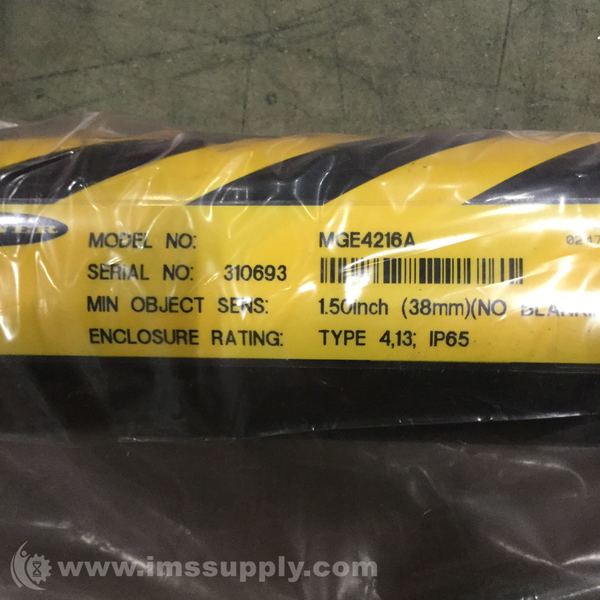 MODEL NO: MGE4216A
SERIAL NO: 310693
MIN OBJECT SENS: 1.50inch (38mm)(NO
ENCLOSURE RATING: TYPE 4,13; IP65
www.imssupply.com